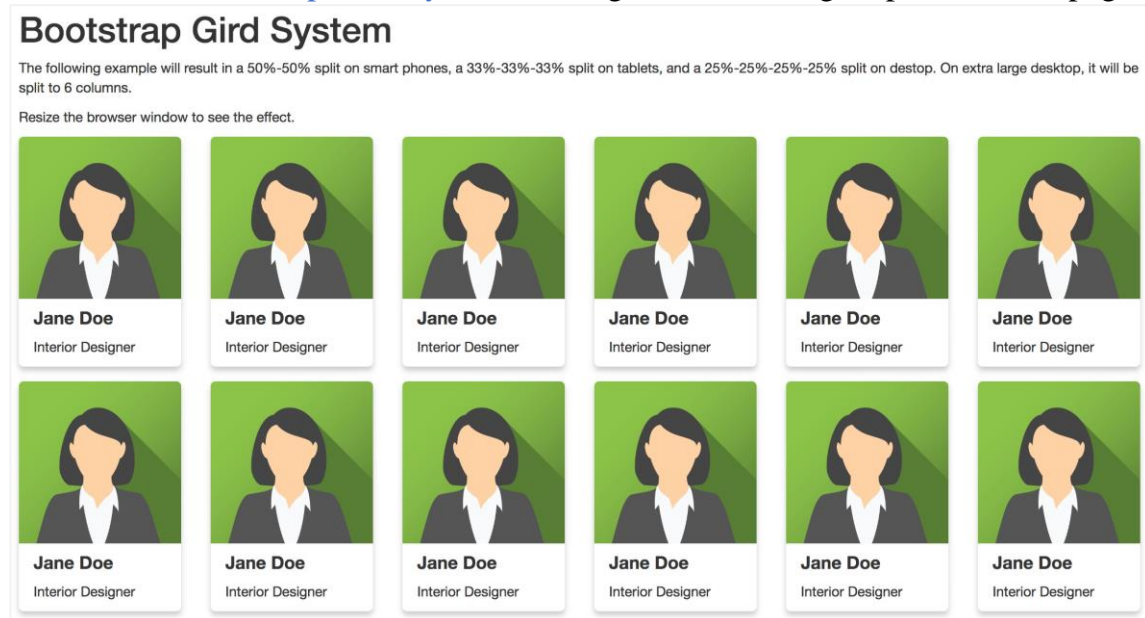 Bootstrap Gird System
The following example will result in a 50%-50% split on smart phones, a 33%-33%-33% split on tablets, and a 25%-25%-25%-25% split on destop. On extra large desktop, it will be
split to 6 columns.
Resize the browser window to see the effect.
Jane Doe Jane Doe Jane Doe Jane Doe Jane Doe Jane Doe
Interior Designer Interior Designer Interior Designer Interior Designer Interior Designer Interior Designer
Jane Doe Jane Doe Jane Doe Jane Doe Jane Doe Jane Doe
Interior Designer Interior Designer Interior Designer Interior Designer Interior Designer Interior Designer